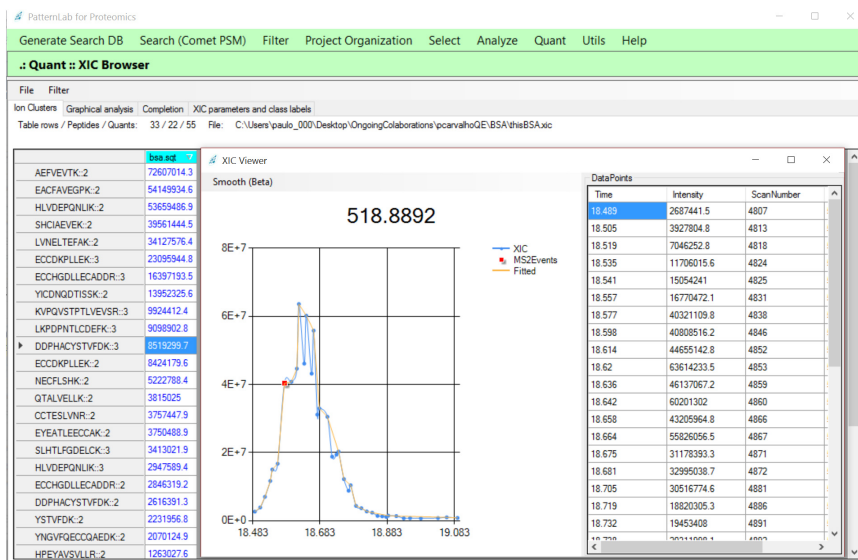 PatternLab for Proteomics
Generate Search DB Search (Comet PSM) Filter Project Organization Select Analyze Quant Utils Help
.: Quant :: XIC Browser
File Filter
Ion Clusters Graphical analysis Completion XIC parameters and class labels
Table rows / Peptides / Quants: 33 / 22 / 55 File: C:\Users\paulo_000\Desktop\OngoingColaborations\pcarvalhoQE\BSA\thisBSA.xic
bsa.sqt
AEFVEVTK::2 72607014.3
EACFAVEGPK::2 54149934.6
HLVDEPQNLIK::2 53659486.9
SHCIAEVEK::2 39561444.5
LVNELTEFAK::2 34127576.4
ECCDKPLLEK::3 23095944.8
ECCHGDLLECADDR::3 16397193.5
YICDNQDTISSK::2 13952325.6
KVPQVSTPTLVEVSR::3 9924412.4
LKPDPNTLCDEFK::3 9098902.8
DDPHACYSTVFDK::3 8519299.7
ECCDKPLLEK::2 8424179.6
NECFLSHK::2 5222788.4
QTALVELLK::2 3815025
CCTESLVNR::2 3757447.9
EYEATLEECCAK::2 3750488.9
SLHTLFGDELCK::3 3413021.9
HLVDEPQNLIK::3 2947589.4
ECCHGDLLECADDR::2 2846319.2
DDPHACYSTVFDK::2 2616391.3
YSTVFDK::2 2231956.8
YNGVFQECCQAEDK::2 2070124.9
HPEYAVSVLLR::2 1263027.6
XIC Viewer
Smooth (Beta)
518.8892
8E+7
6E+7
4E+7
2E+7
0E+0
18.483 18.683 18.883 19.083
XIC
MS2Events
Fitted
DataPoints
Time Intensity ScanNumber
18.489 2687441.5 4807
18.505 3927804.8 4813
18.519 7046252.8 4818
18.535 11706015.6 4824
18.541 15054241 4825
18.557 16770472.1 4831
18.577 40321109.8 4838
18.598 40808516.2 4846
18.614 44655142.8 4852
18.62 63614233.5 4853
18.636 46137067.2 4859
18.642 60201302 4860
18.658 43205964.8 4866
18.664 55826056.5 4867
18.675 31178393.3 4871
18.681 32995038.7 4872
18.705 30516774.6 4881
18.719 18820305.3 4886
18.732 19453408 4891